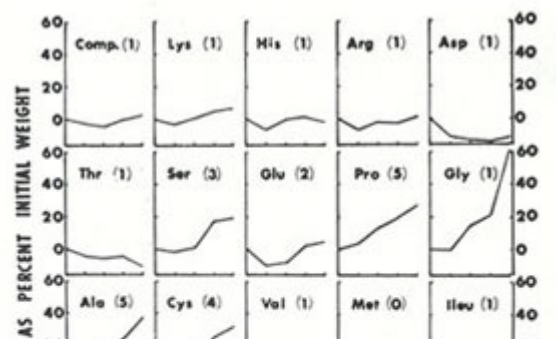 60 60
Comp. (1) Lys (1) His (1) Arg (1) Asp (1)
40 40
20 20
0 0
60 60
Thr (1) Ser (3) Glu (2) Pro (5) Gly (1)
40 40
20 20
0 0
60 60
Ala (5) Cys (4) Val (1) Met (0) Ileu (1)
40 40
AS PERCENT INITIAL WEIGHT